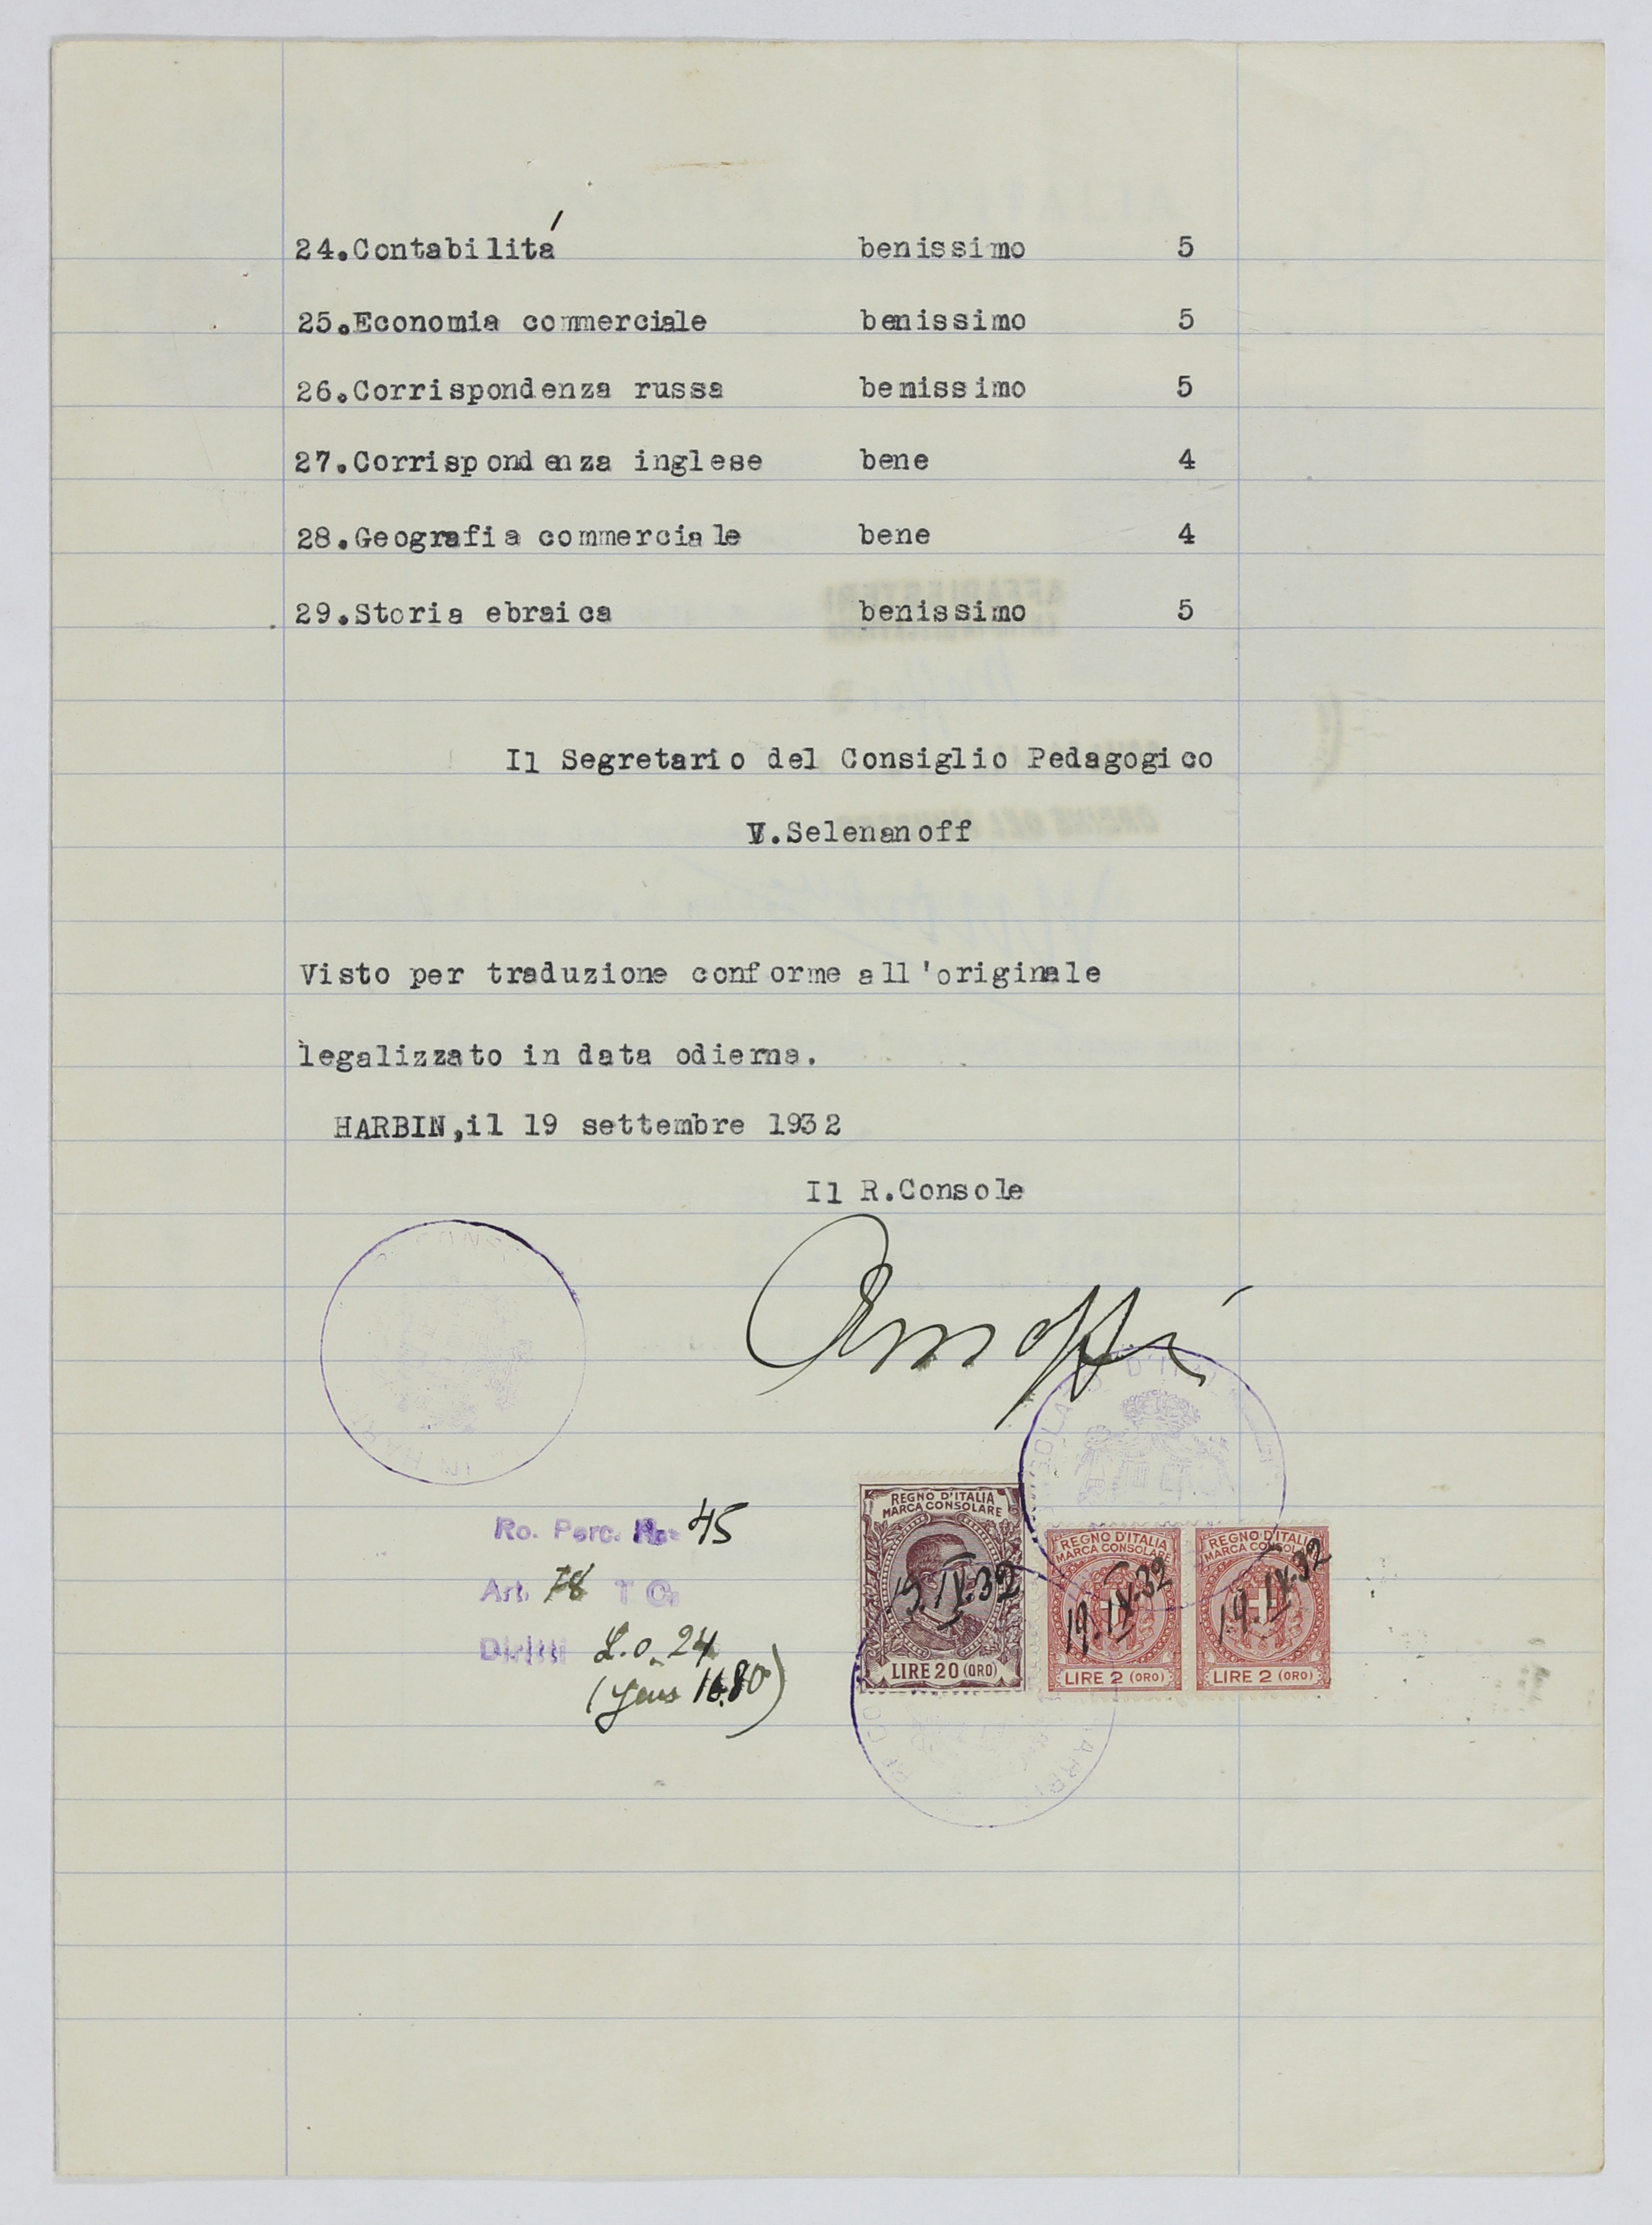 24.Contabilitá benissimo 5
25.Economia commerciale benissimo 5
26.Corrispondenza russa benissimo 5
27.Corrispondenza inglese bene 4
28.Geografia commerciale bene 4
29.Storia ebraica benissimo 5
Il Segretario del Consiglio Pedagogico
V.Selenanoff
Visto per traduzione conforme all'originale
legalizzato in data odierna.
HARBIN,il 19 settembre 1932
Il R.Console
Ro. Perc. No= 45
Art. 78 T C.
Diritti L.o. 24
(Yens 16.80)
REGNO D'ITALIA
MARCA CONSOLARE
19.IX.32
LIRE 20 (ORO)
REGNO D'ITALIA
MARCA CONSOLARE
19.IX.32
LIRE 2 (ORO)
REGNO D'ITALIA
MARCA CONSOLARE
19.IX.32
LIRE 2 (ORO)